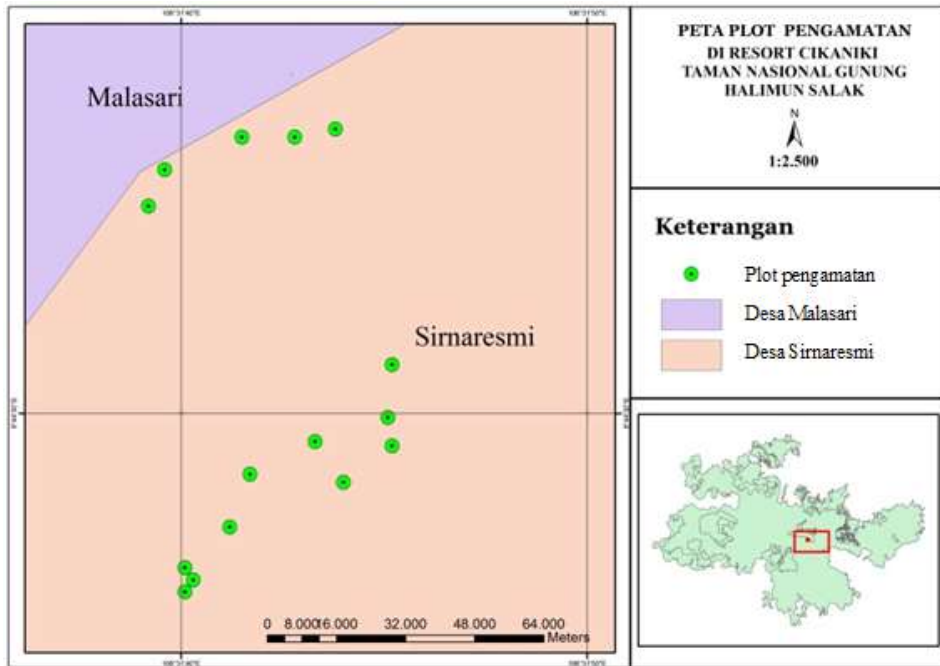 Malasari
Sirnaresmi
0 8.000 16.000 32.000 48.000 64.000
Meters
PETA PLOT PENGAMATAN
DI RESORT CIKANIKI
TAMAN NASIONAL GUNUNG
HALIMUN SALAK
N
1:2.500
Keterangan
Plot pengamatan
Desa Malasari
Desa Sirnaresmi